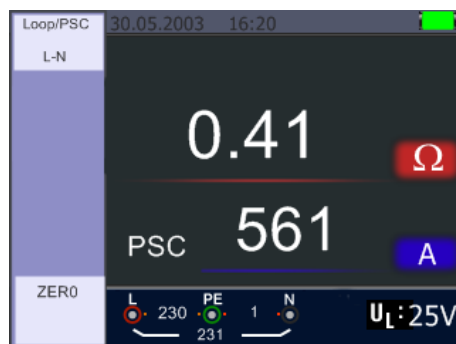 Loop/PSC 30.05.2003 16:20
L-N
0.41 Ω
PSC 561 A
ZER0
L PE N
230 1
231
UL:25V